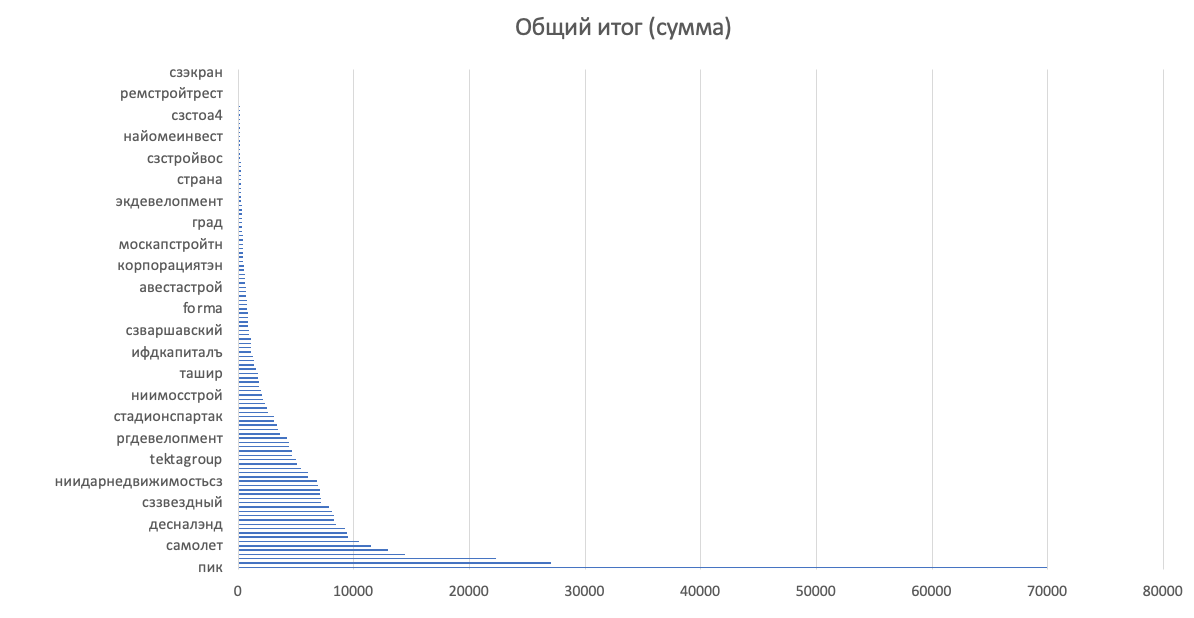 Общий итог (сумма)
сзэкран
ремстройтрест
сзстоа4
найомеинвест
сзстройвос
страна
экдевелопмент
град
москапстройтн
корпорациятэн
авестастрой
forma
сзваршавский
ифдкапиталъ
ташир
ниимосстрой
стадионспартак
ргдевелопмент
tektagroup
ниидарнедвижимостьсз
сззвездный
десналэнд
самолет
пик
0 10000 20000 30000 40000 50000 60000 70000 80000